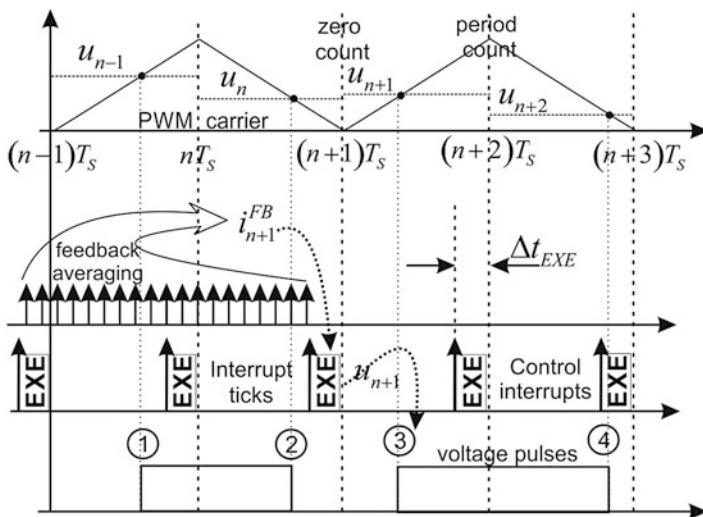 zero count
period count
u_{n-1}
u_n
u_{n+1}
u_{n+2}
PWM carrier
(n-1)T_S
nT_S
(n+1)T_S
(n+2)T_S
(n+3)T_S
feedback averaging
i_{n+1}^{FB}
Δt_{EXE}
EXE
EXE
Interrupt ticks
EXE
u_{n+1}
EXE
Control interrupts
EXE
1
2
3
4
voltage pulses